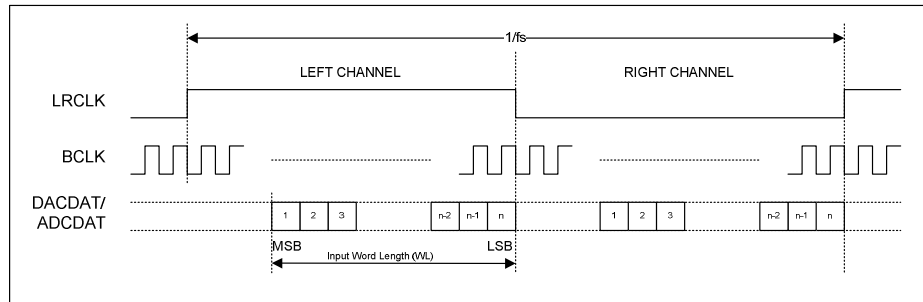 1/fs
LEFT CHANNEL RIGHT CHANNEL
LRCLK
BCLK
DACDAT/
ADCDAT
1 2 3 n-2 n-1 n 1 2 3 n-2 n-1 n
MSB LSB
Input Word Length (WL)